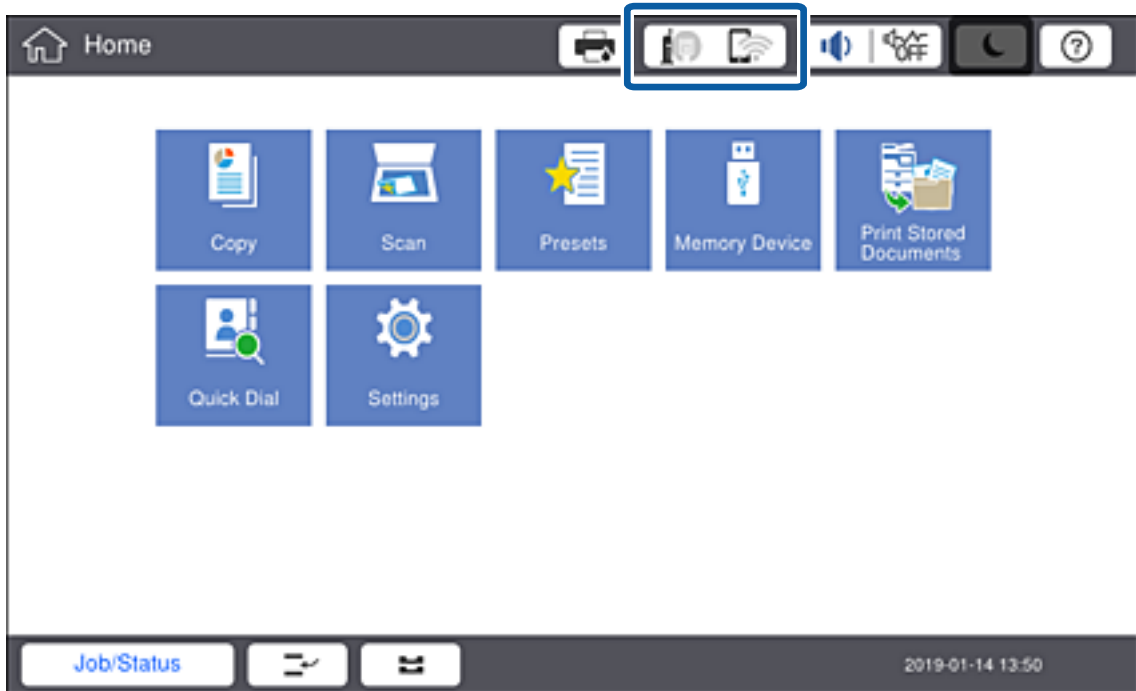 Home
OFF
?
Copy
Scan
Presets
Memory Device
Print Stored
Documents
Quick Dial
Settings
Job/Status
2019-01-14 13:50